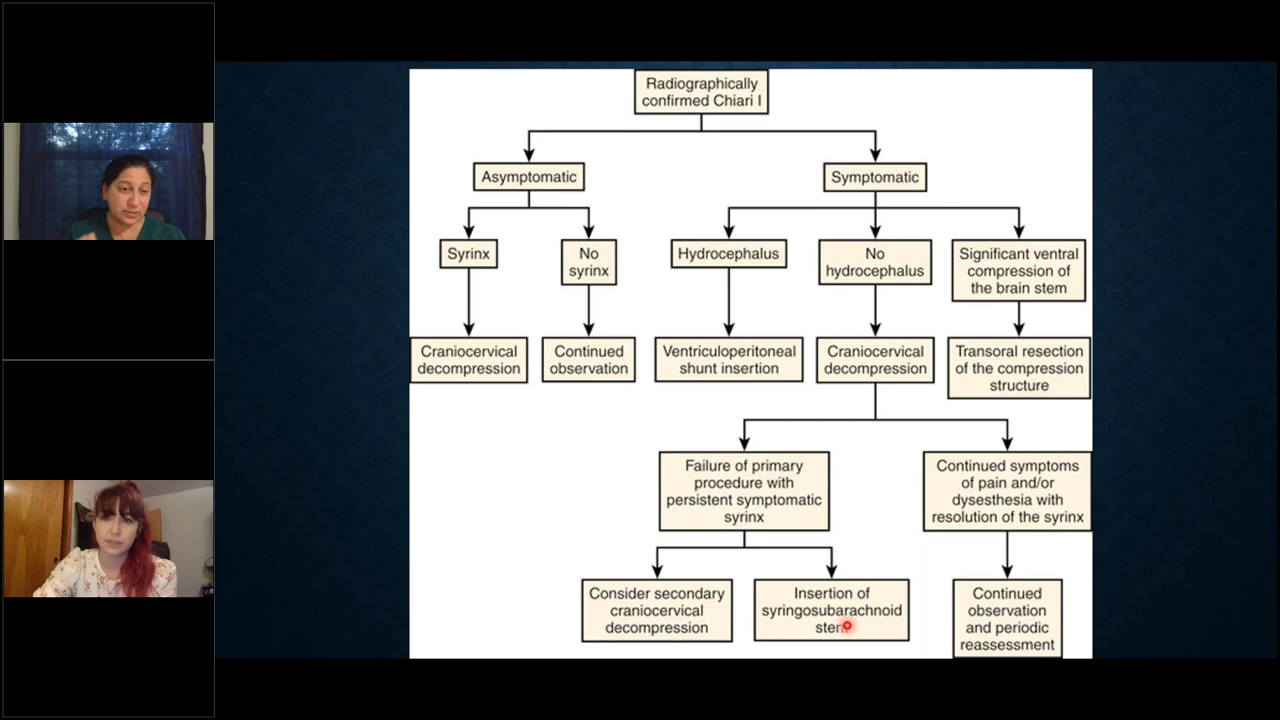 Radiographically
confirmed Chiari I
Asymptomatic
Symptomatic
Syrinx
No
syrinx
Hydrocephalus
No
hydrocephalus
Significant ventral
compression of
the brain stem
Craniocervical
decompression
Continued
observation
Ventriculoperitoneal
shunt insertion
Craniocervical
decompression
Transoral resection
of the compression
structure
Failure of primary
procedure with
persistent symptomatic
syrinx
Continued symptoms
of pain and/or
dysesthesia with
resolution of the syrinx
Consider secondary
craniocervical
decompression
Insertion of
syringosubarachnoid
Continued
observation
and periodic
reassessment